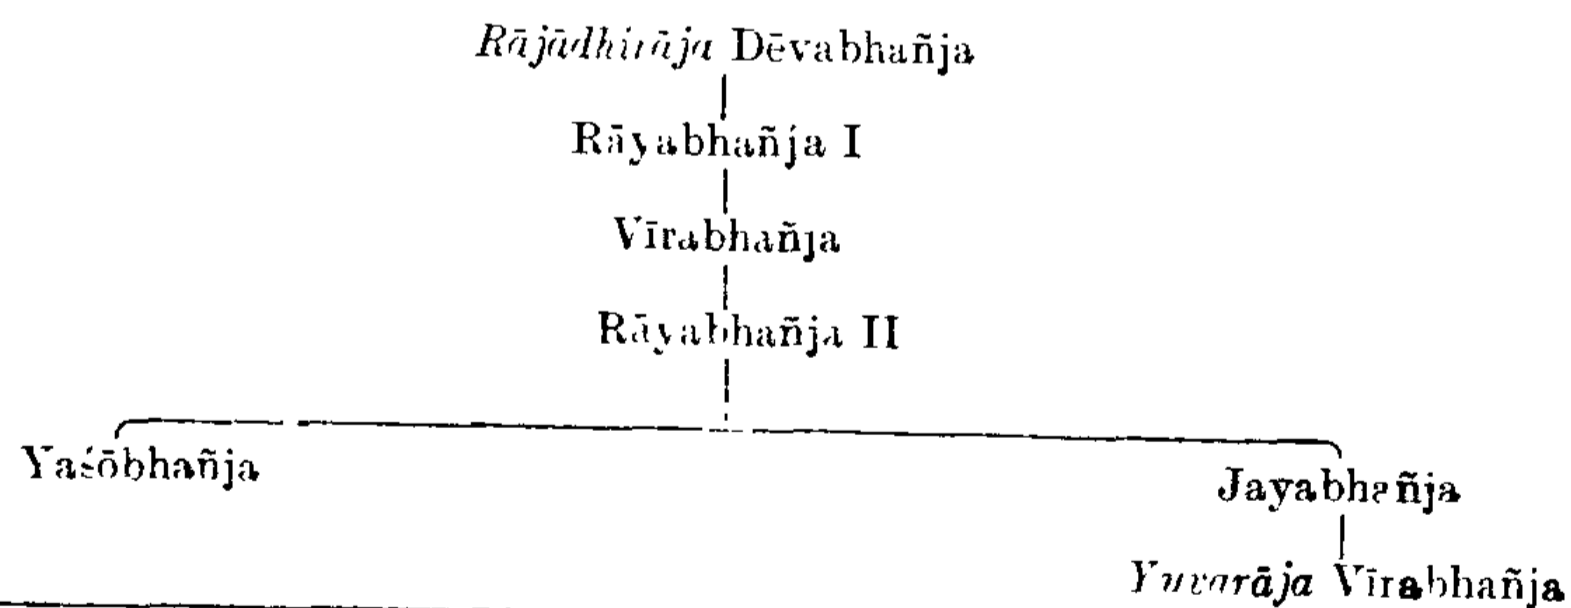 Rājādhirāja Dēvabhañja
Rāyabhañja I
Vīrabhañja
Rāyabhañja II
Yaśōbhañja
Jayabhañja
Yuvarāja Vīrabhañja